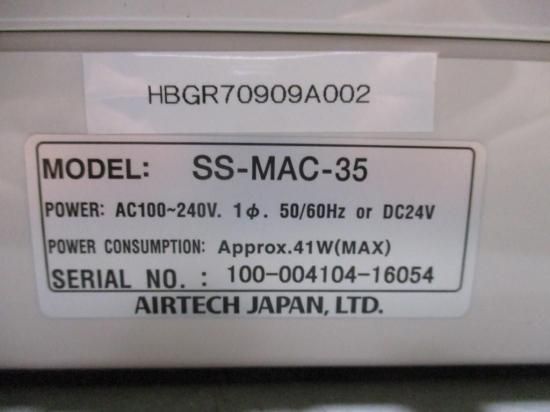 HBGR70909A002
MODEL: SS-MAC-35
POWER: AC100~240V. 1φ. 50/60Hz or DC24V
POWER CONSUMPTION: Approx.41W(MAX)
SERIAL NO. : 100-004104-16054
AIRTECH JAPAN, LTD.